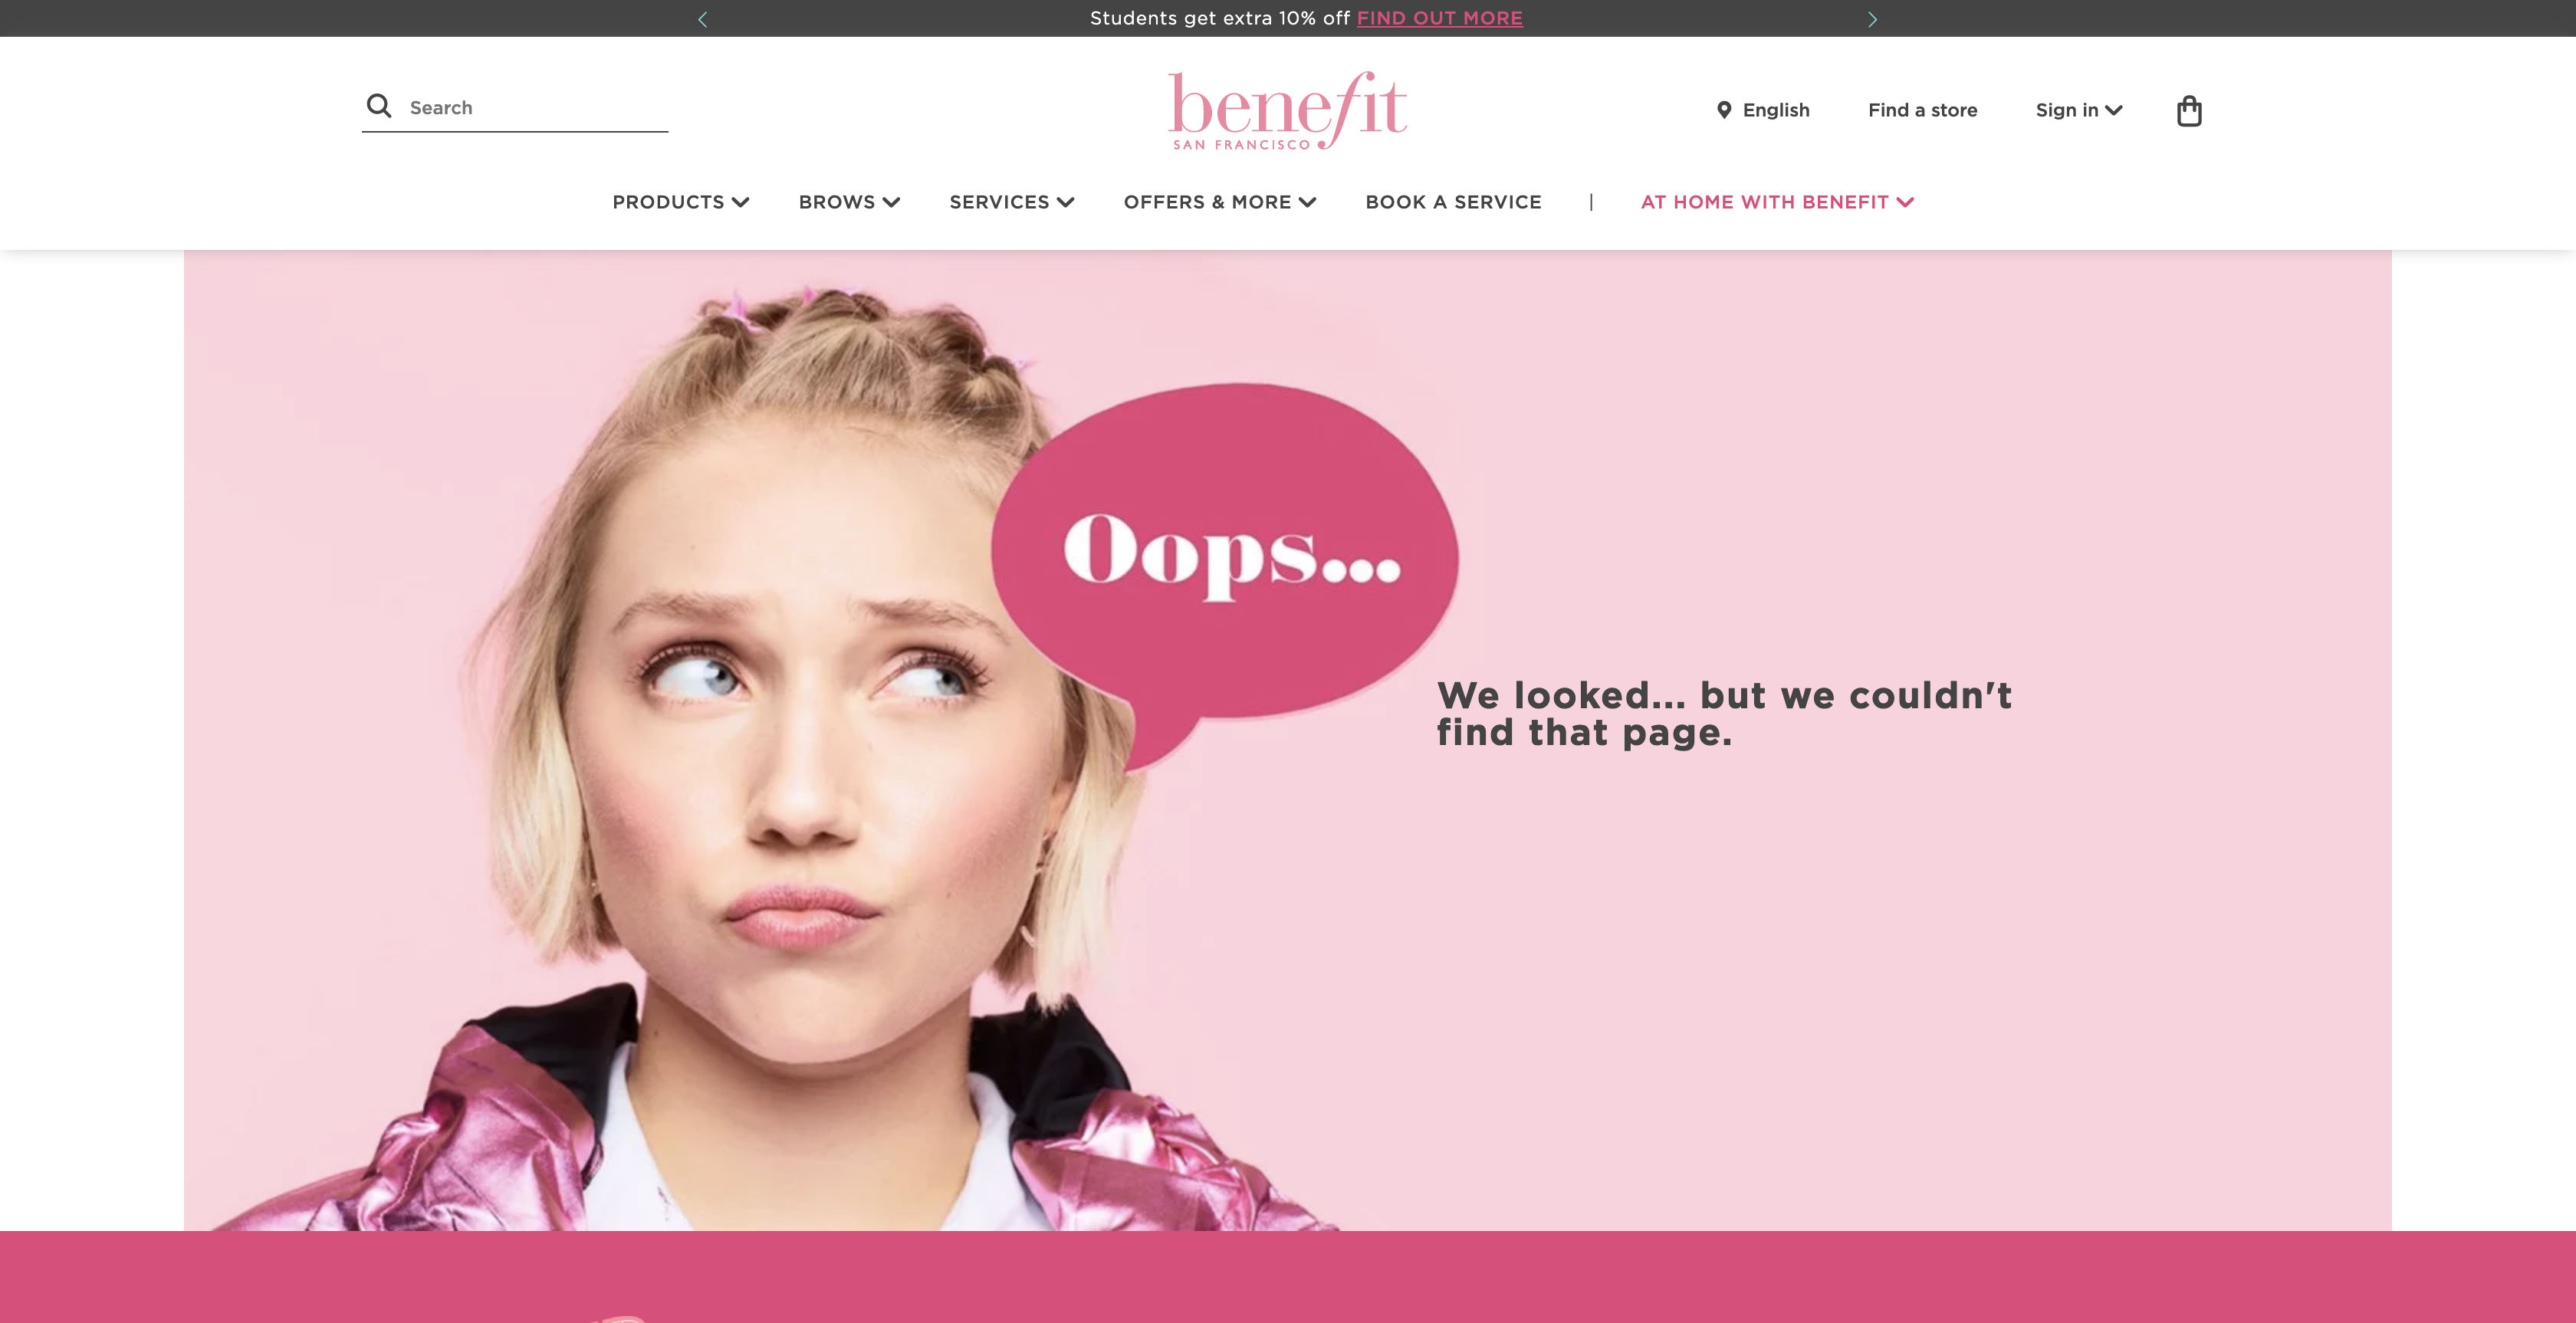 Students get extra 10% off FIND OUT MORE
Search
benefit
SAN FRANCISCO
English
Find a store
Sign in
PRODUCTS
BROWS
SERVICES
OFFERS & MORE
BOOK A SERVICE
|
AT HOME WITH BENEFIT
Oops...
We looked... but we couldn't
find that page.